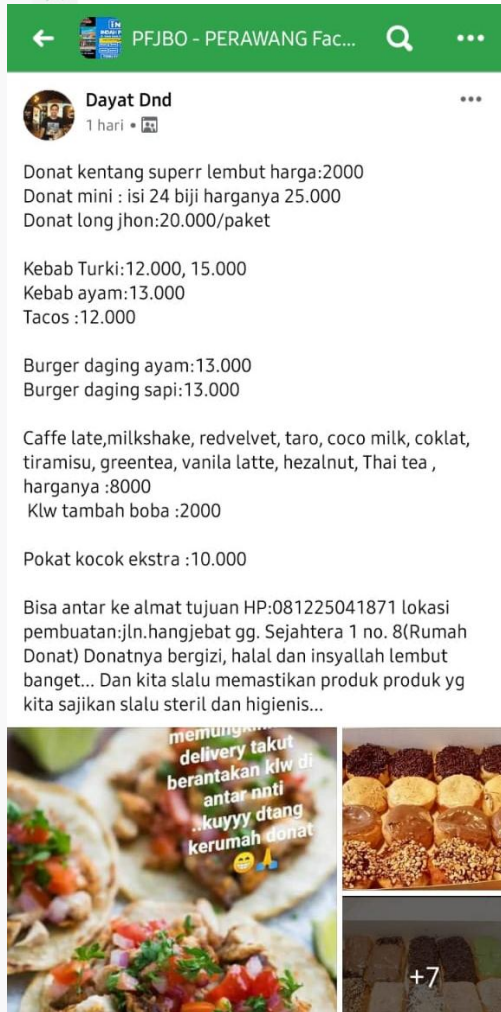 PFJBO - PERAWANG Fac...
Dayat Dnd
1 hari •
Donat kentang superr lembut harga:2000
Donat mini : isi 24 biji harganya 25.000
Donat long jhon:20.000/paket
Kebab Turki:12.000, 15.000
Kebab ayam:13.000
Tacos :12.000
Burger daging ayam:13.000
Burger daging sapi:13.000
Caffe late,milkshake, redvelvet, taro, coco milk, coklat,
tiramisu, greentea, vanila latte, hezalnut, Thai tea ,
harganya :8000
Klw tambah boba :2000
Pokat kocok ekstra :10.000
Bisa antar ke almat tujuan HP:081225041871 lokasi
pembuatan:jln.hangjebat gg. Sejahtera 1 no. 8(Rumah
Donat) Donatnya bergizi, halal dan insyallah lembut
banget... Dan kita slalu memastikan produk produk yg
kita sajikan slalu steril dan higienis...
delivery takut
berantakan klw di
antar nnti
..kuyyy dtang
kerumah donat
😁🙏
+7